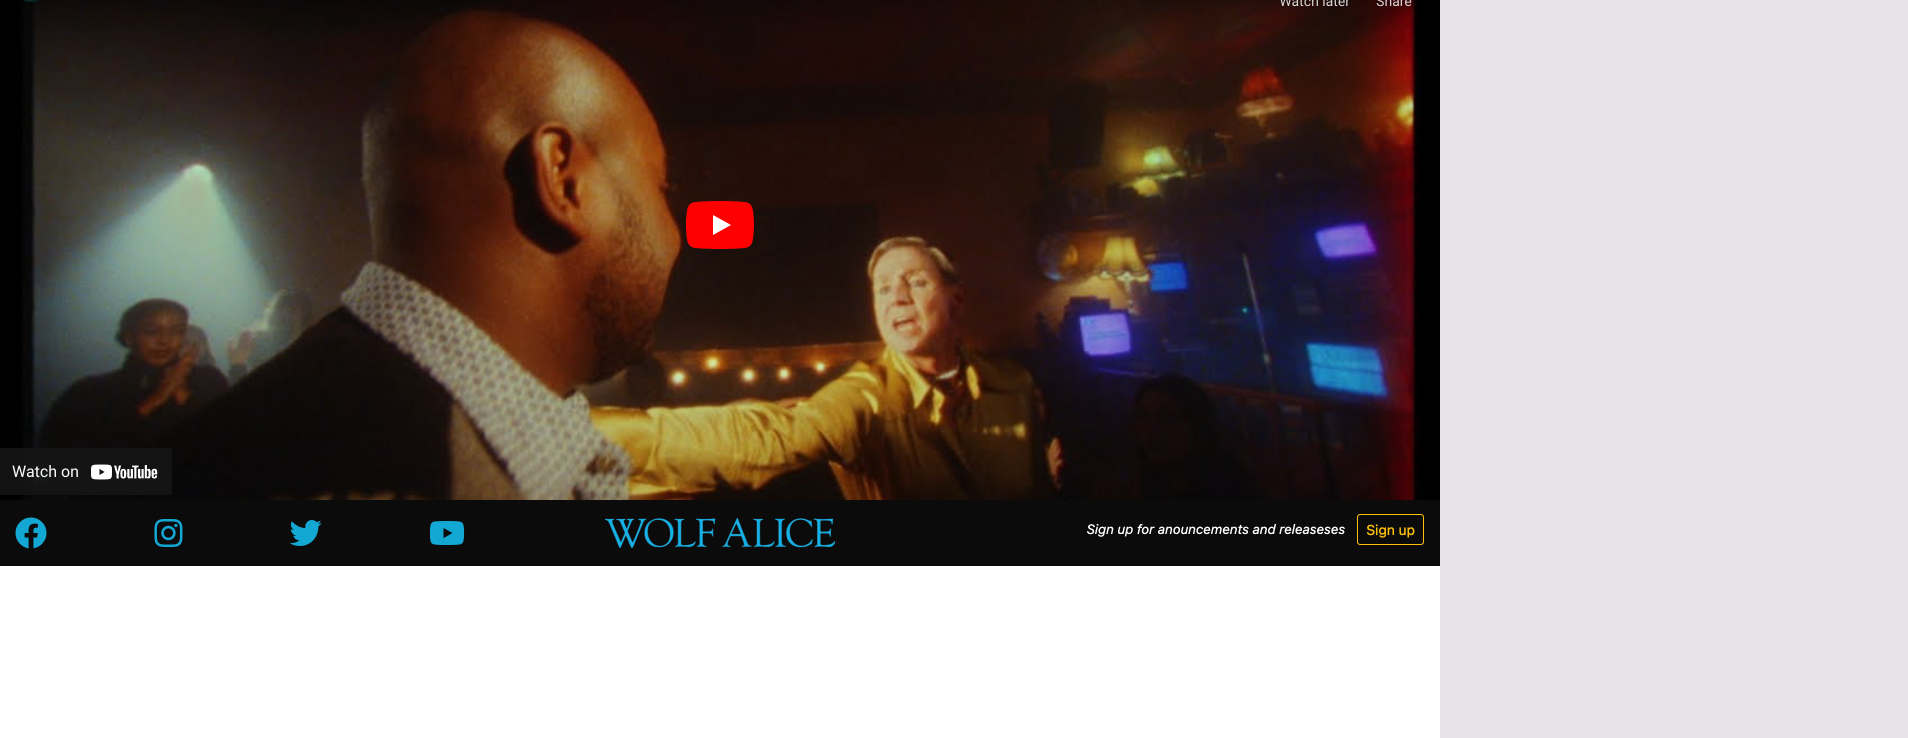 Watch later Share
Watch on YouTube
WOLF ALICE
Sign up for anouncements and releaseses Sign up